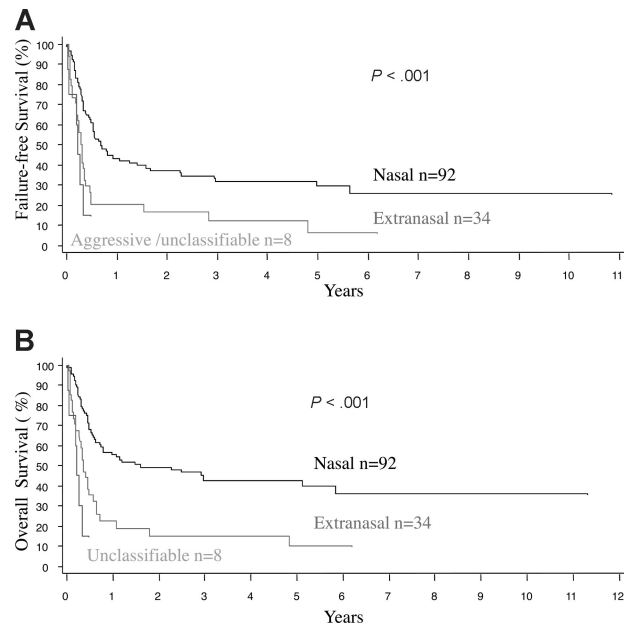 A
Failure-free Survival (%)
100
90
80
70
60
50
40
30
20
10
0
P < .001
Nasal n=92
Extranasal n=34
Aggressive /unclassifiable n=8
0 1 2 3 4 5 6 7 8 9 10 11
Years
B
Overall Survival ( %)
100
90
80
70
60
50
40
30
20
10
0
P < .001
Nasal n=92
Extranasal n=34
Unclassifiable n=8
0 1 2 3 4 5 6 7 8 9 10 11 12
Years